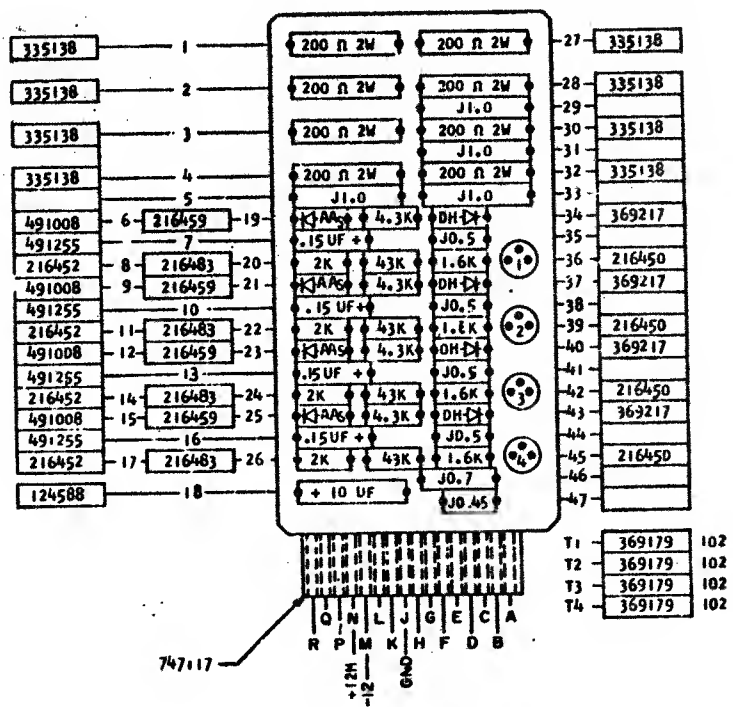 335138 1 200 Ω 2W 200 Ω 2W 27 335138
335138 2 200 Ω 2W 200 Ω 2W 28 335138
J1.0 29
335138 3 200 Ω 2W 200 Ω 2W 30 335138
J1.0 31
335138 4 200 Ω 2W 200 Ω 2W 32 335138
5 J1.0 J1.0 33
491008 6 216459 19 AAS 4.3K DH 34 369217
491255 7 .15UF + J0.5 35
216452 8 216483 20 2K 43K 1.6K 1 36 216450
491008 9 216459 21 AAS 4.3K DH 37 369217
491255 10 .15UF + J0.5 38
216452 11 216483 22 2K 43K 1.6K 2 39 216450
491008 12 216459 23 AAS 4.3K DH 40 369217
491255 13 .15UF + J0.5 41
216452 14 216483 24 2K 43K 1.6K 3 42 216450
491008 15 216459 25 AAS 4.3K DH 43 369217
491255 16 .15UF + J0.5 44
216452 17 216483 26 2K 43K 1.6K 4 45 216450
J0.7 46
124588 18 + 10 UF J0.45 47
T1 - 369179 102
T2 - 369179 102
T3 - 369179 102
T4 - 369179 102
R Q P N M L K J H G F E D C B A
747117
+12M
-12
GND